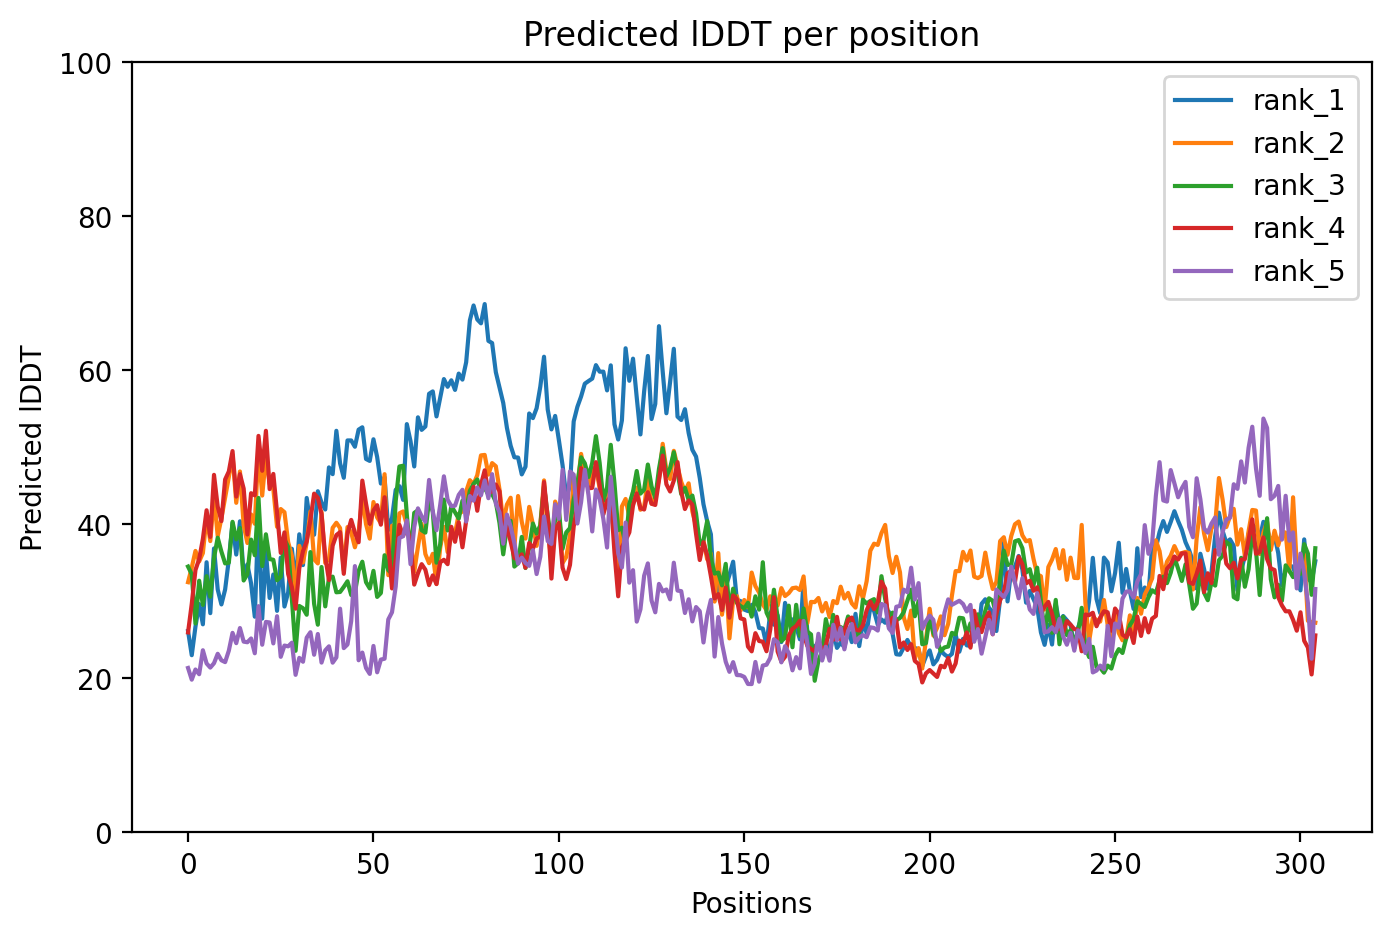 Predicted lDDT per position
100
80
60
40
20
0
Predicted lDDT
0 50 100 150 200 250 300
Positions
rank_1
rank_2
rank_3
rank_4
rank_5